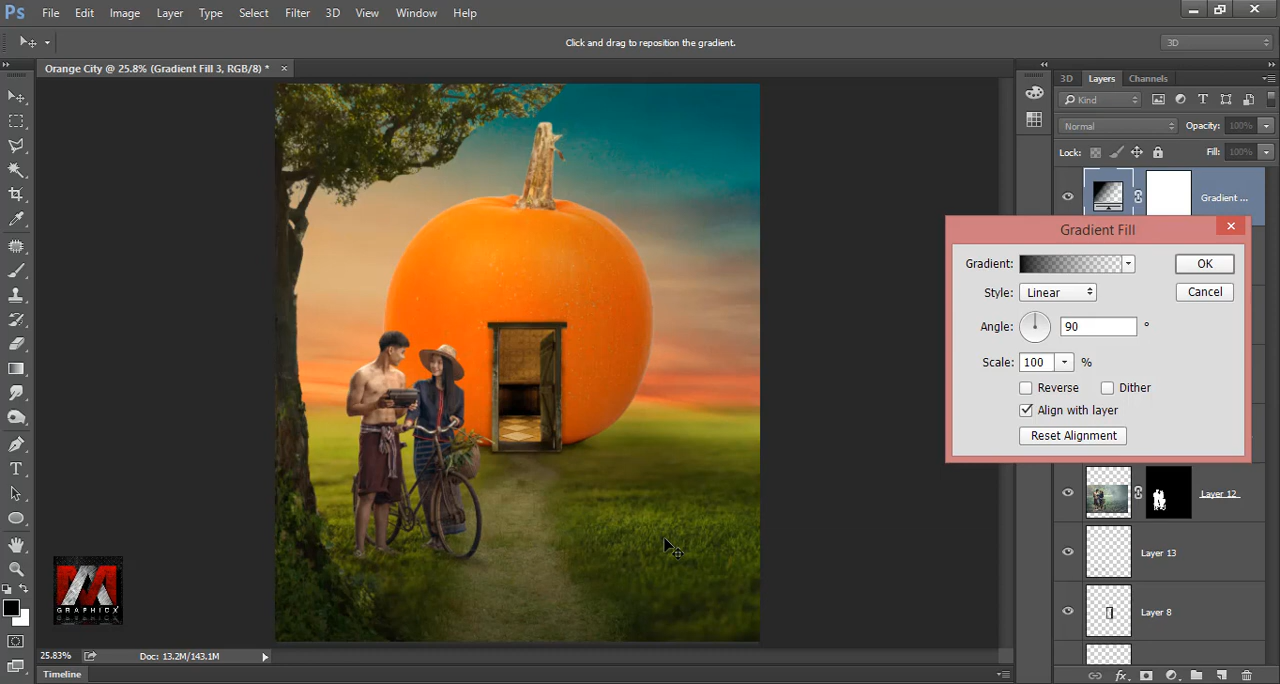 Ps File Edit Image Layer Type Select Filter 3D View Window Help
Click and drag to reposition the gradient.
3D
Orange City @ 25.8% (Gradient Fill 3, RGB/8) *
3D Layers Channels
Kind
Normal Opacity: 100%
Lock: Fill: 100%
Gradient ...
Gradient Fill
Gradient: OK
Style: Linear Cancel
Angle: 90 °
Scale: 100 %
Reverse Dither
Align with layer
Reset Alignment
Layer 12
Layer 13
Layer 8
GRAPHICX
25.83% Doc: 13.2M/143.1M
Timeline